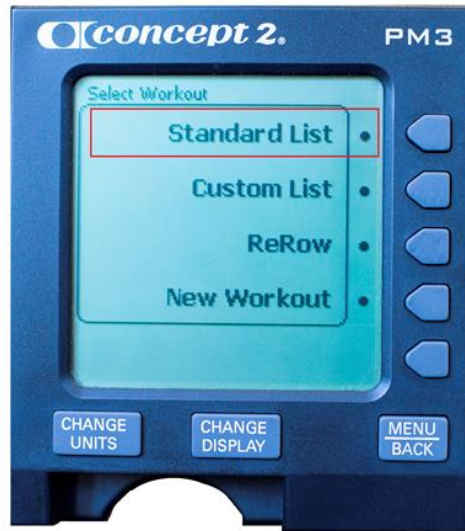 concept 2. PM3
Select Workout
Standard List
Custom List
ReRow
New Workout
CHANGE UNITS
CHANGE DISPLAY
MENU
BACK